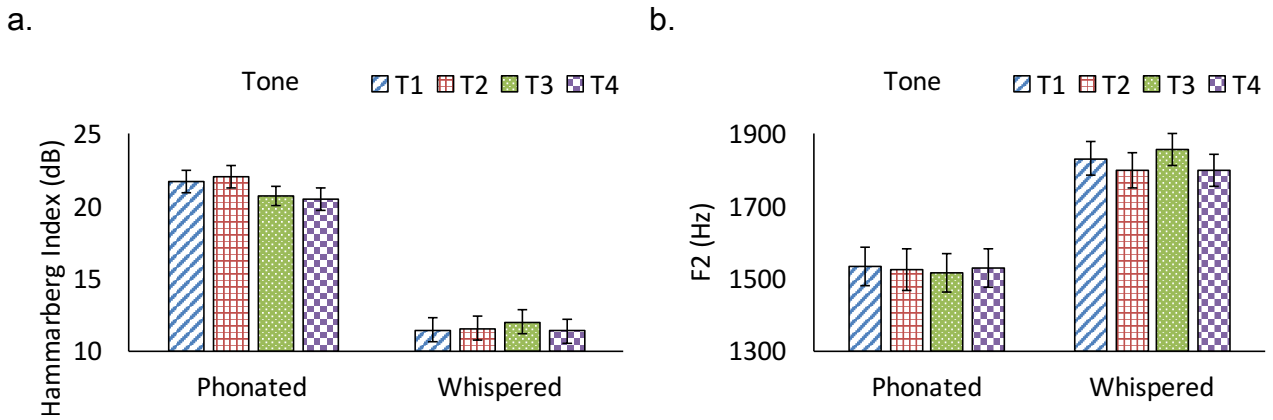 a.
Tone T1 T2 T3 T4
Hammarberg Index (dB)
25
20
15
10
Phonated Whispered
b.
Tone T1 T2 T3 T4
F2 (Hz)
1900
1700
1500
1300
Phonated Whispered